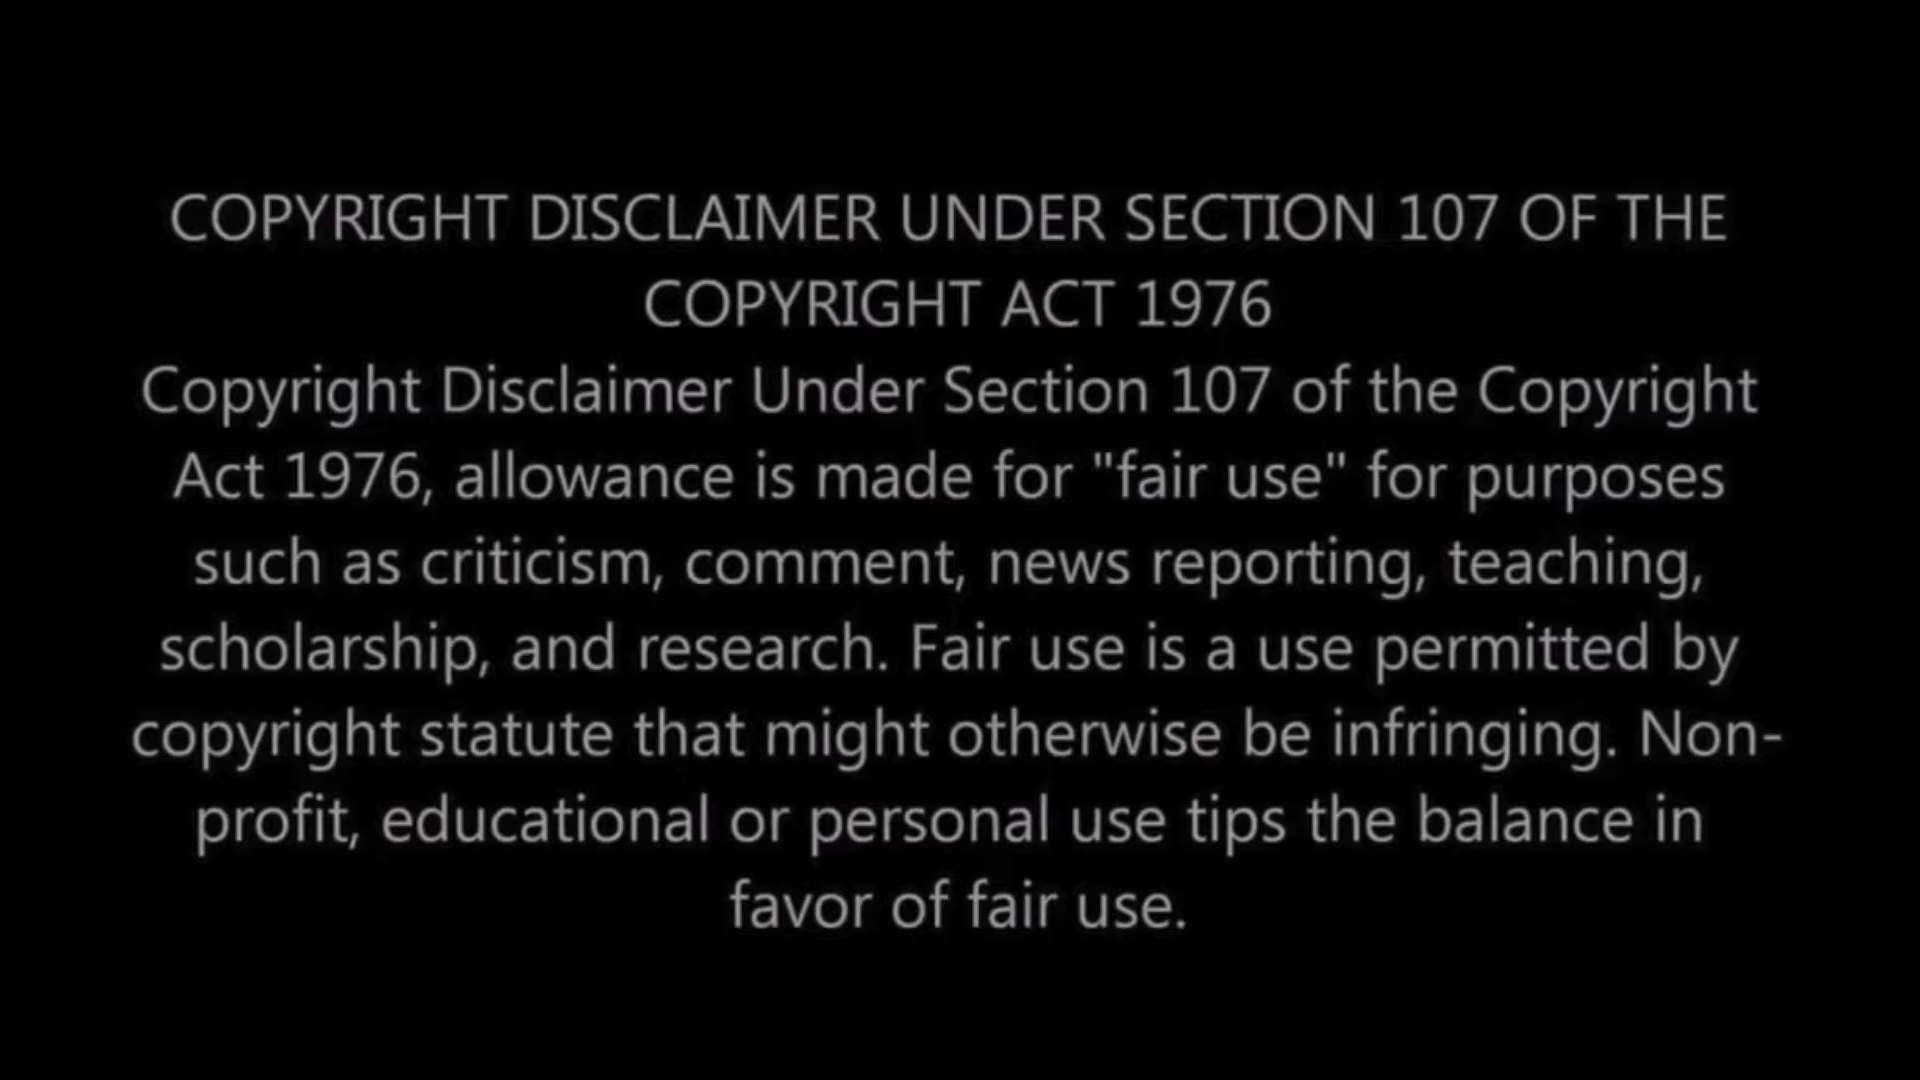 COPYRIGHT DISCLAIMER UNDER SECTION 107 OF THE
COPYRIGHT ACT 1976
Copyright Disclaimer Under Section 107 of the Copyright
Act 1976, allowance is made for "fair use" for purposes
such as criticism, comment, news reporting, teaching,
scholarship, and research. Fair use is a use permitted by
copyright statute that might otherwise be infringing. Non-
profit, educational or personal use tips the balance in
favor of fair use.